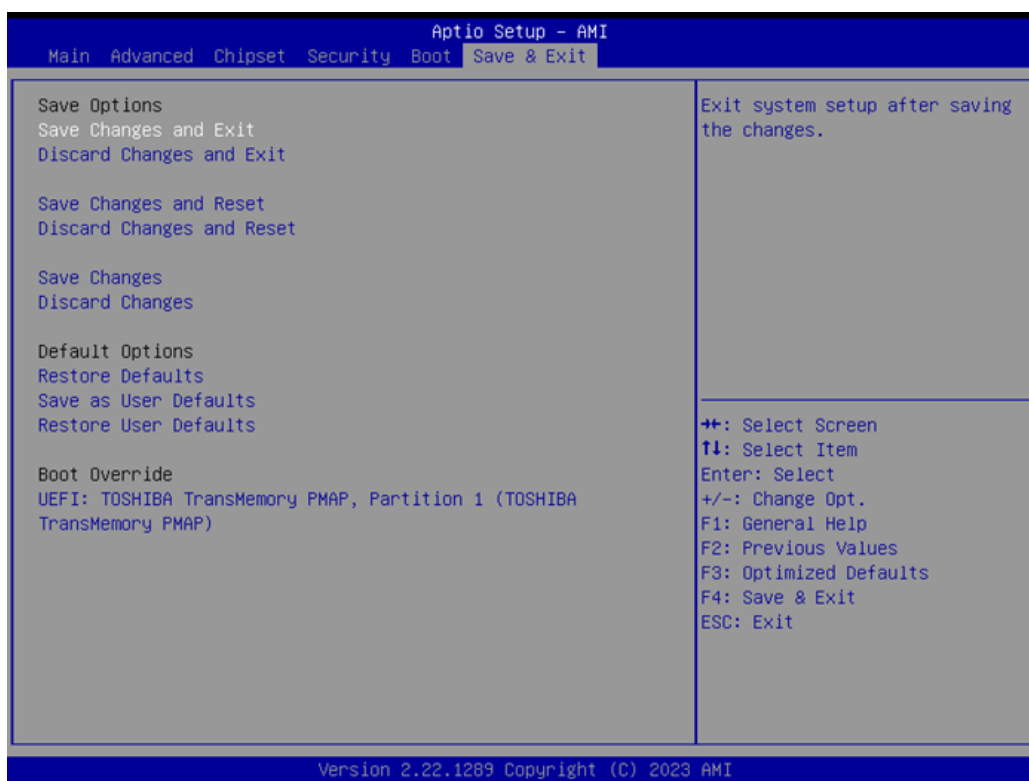 Aptio Setup – AMI
Main Advanced Chipset Security Boot Save & Exit
Save Options
Save Changes and Exit
Discard Changes and Exit
Save Changes and Reset
Discard Changes and Reset
Save Changes
Discard Changes
Default Options
Restore Defaults
Save as User Defaults
Restore User Defaults
Boot Override
UEFI: TOSHIBA TransMemory PMAP, Partition 1 (TOSHIBA
TransMemory PMAP)
Exit system setup after saving
the changes.
→←: Select Screen
↑↓: Select Item
Enter: Select
+/-: Change Opt.
F1: General Help
F2: Previous Values
F3: Optimized Defaults
F4: Save & Exit
ESC: Exit
Version 2.22.1289 Copyright (C) 2023 AMI